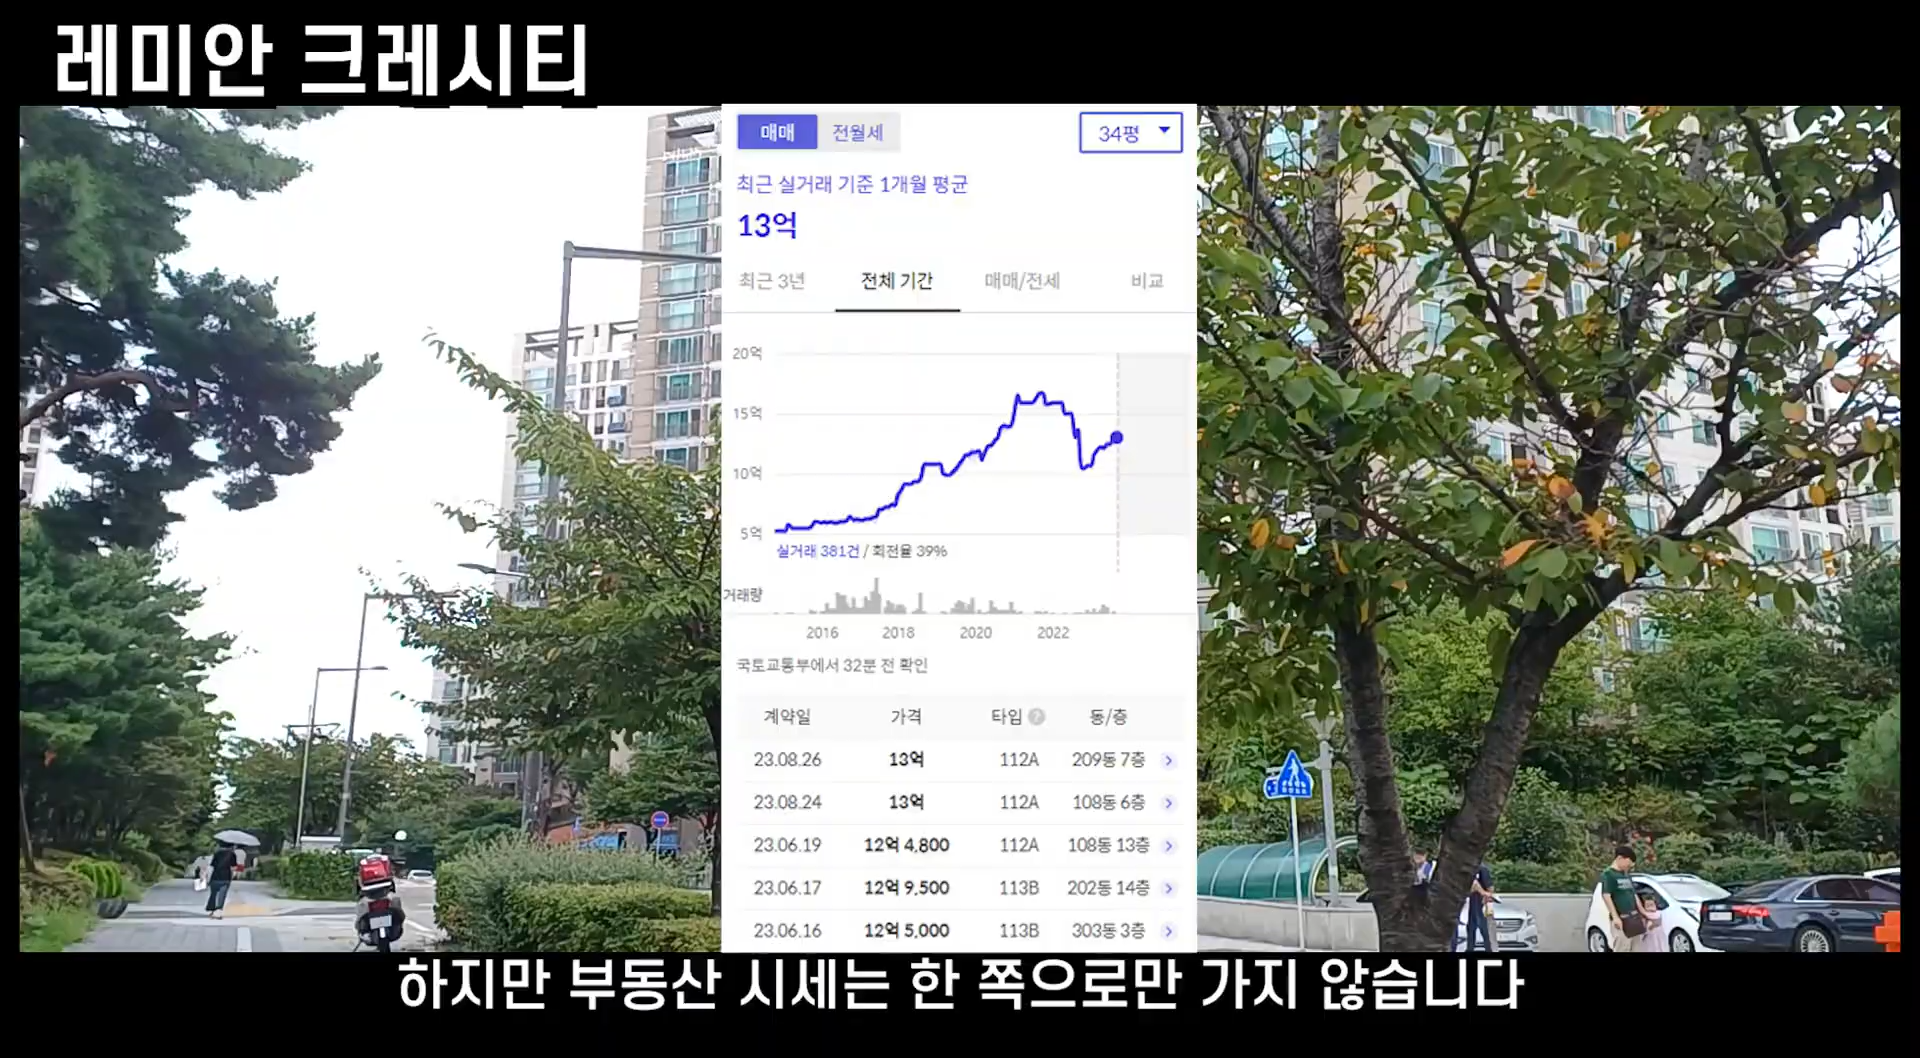 레미안 크레시티
매매 전월세 34평
최근 실거래 기준 1개월 평균
13억
최근 3년 전체 기간 매매/전세 비교
20억
15억
10억
5억
실거래 381건 / 회전율 39%
거래량
2016 2018 2020 2022
국토교통부에서 32분 전 확인
계약일 가격 타입 ? 동/층
23.08.26 13억 112A 209동 7층
23.08.24 13억 112A 108동 6층
23.06.19 12억 4,800 112A 108동 13층
23.06.17 12억 9,500 113B 202동 14층
23.06.16 12억 5,000 113B 303동 3층
하지만 부동산 시세는 한 쪽으로만 가지 않습니다